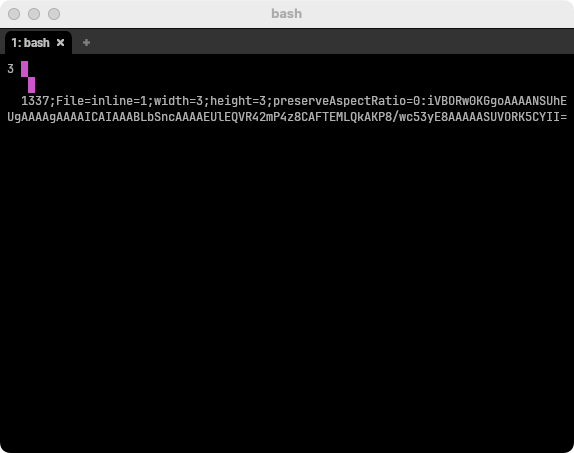 bash
1: bash × +
3
1337;File=inline=1;width=3;height=3;preserveAspectRatio=0:iVBORw0KGgoAAAANSUhE
UgAAAAgAAAAICAIAAABLbSncAAAAEUlEQVR42mP4z8CAFTEMLQkAKP8/wc53yE8AAAAASUVORK5CYII=